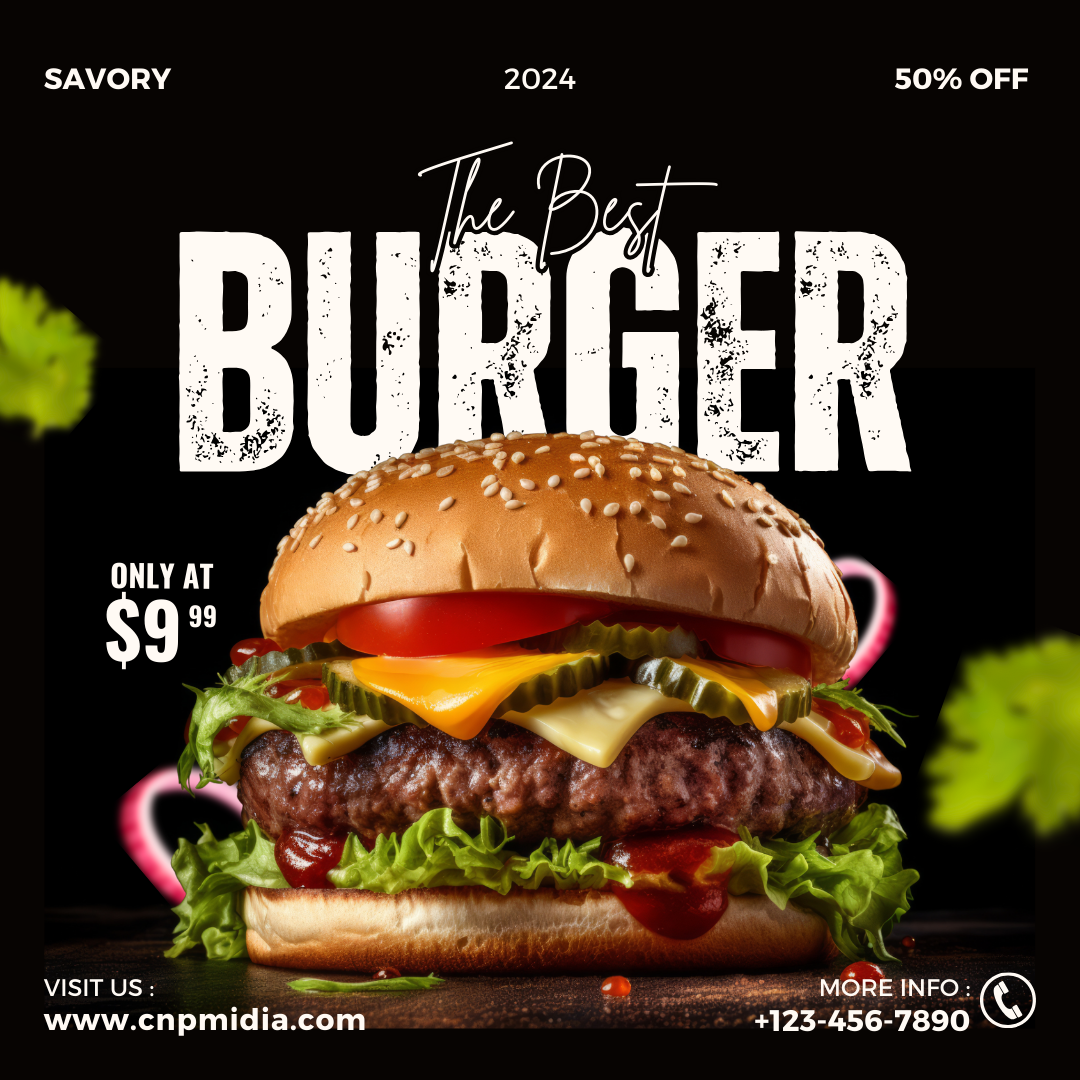 SAVORY
2024
50% OFF
The Best
BURGER
ONLY AT
$9 99
VISIT US :
www.cnpmidia.com
MORE INFO :
+123-456-7890